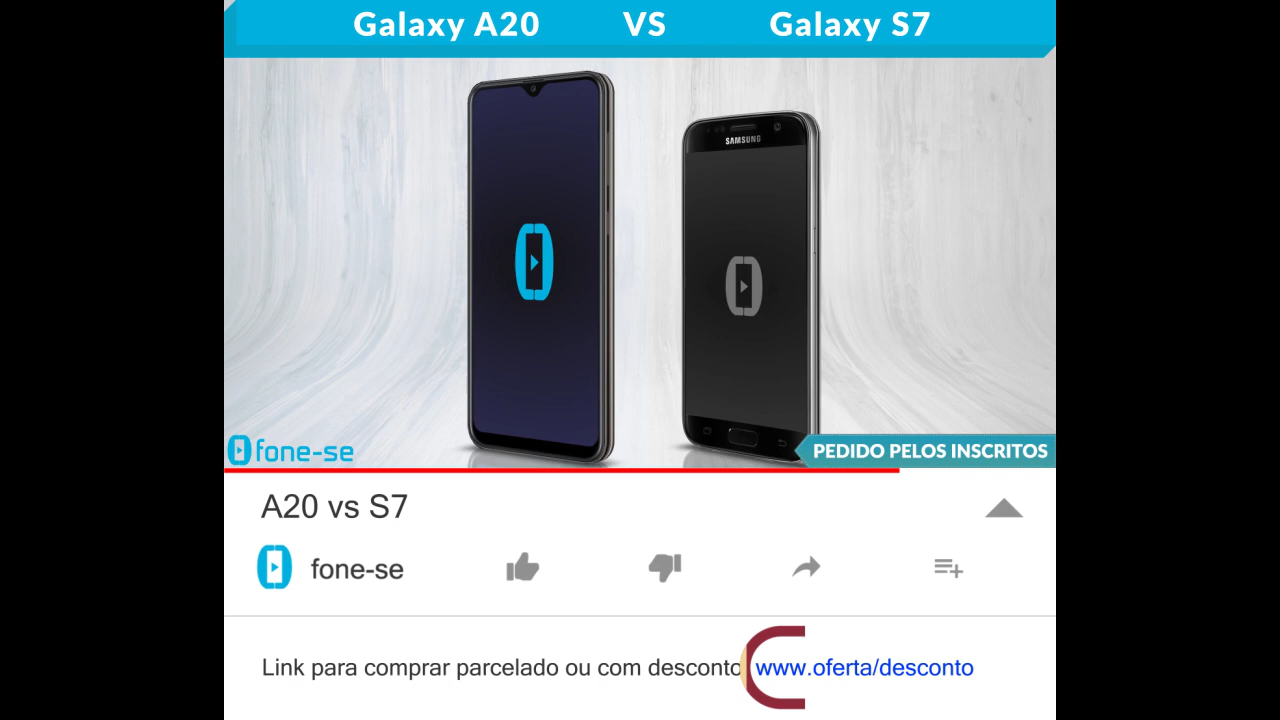 Galaxy A20 VS Galaxy S7
SAMSUNG
fone-se
PEDIDO PELOS INSCRITOS
A20 vs S7
fone-se
Link para comprar parcelado ou com desconto www.oferta/desconto